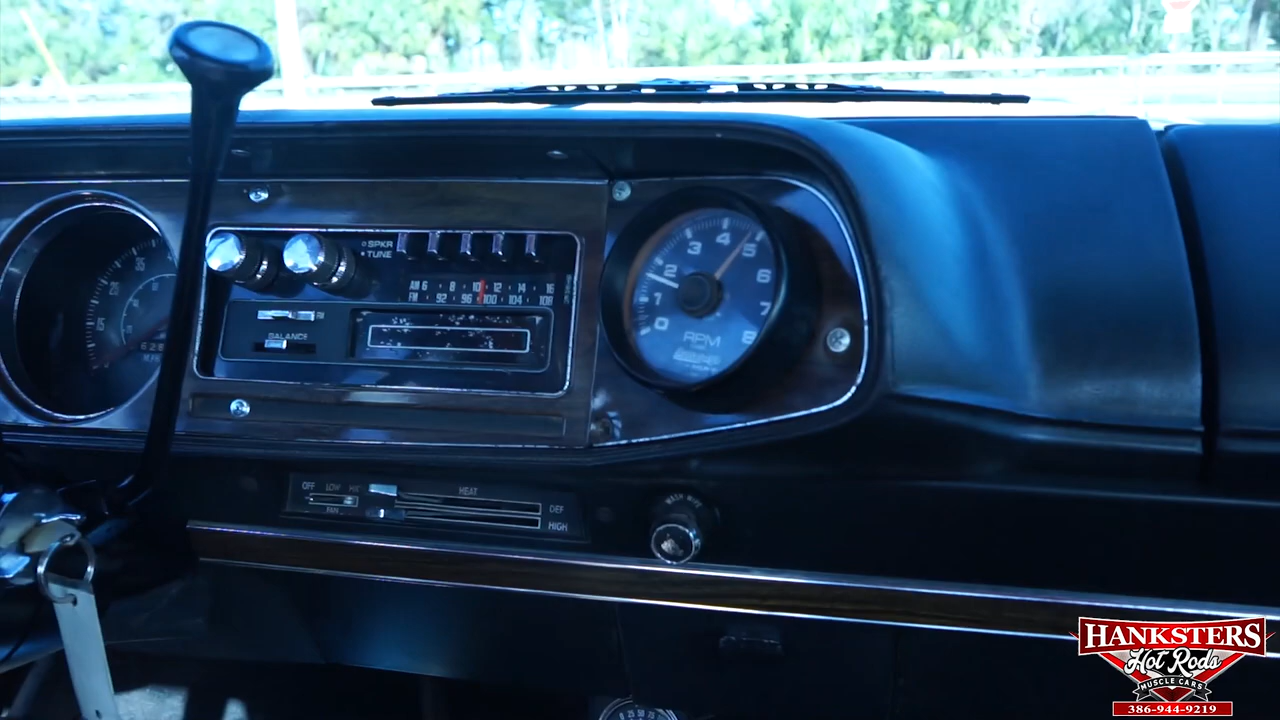 SPKR
TUNE
AM 6 8 10 12 14 16
FM 92 96 100 104 108
BALANCE
0 1 2 3 4 5 6 7 8
RPM
OFF LOW HI HEAT
FAN DEF
HIGH
WASH WIPE
HANKSTERS
Hot Rods
MUSCLE CARS
386-944-9219